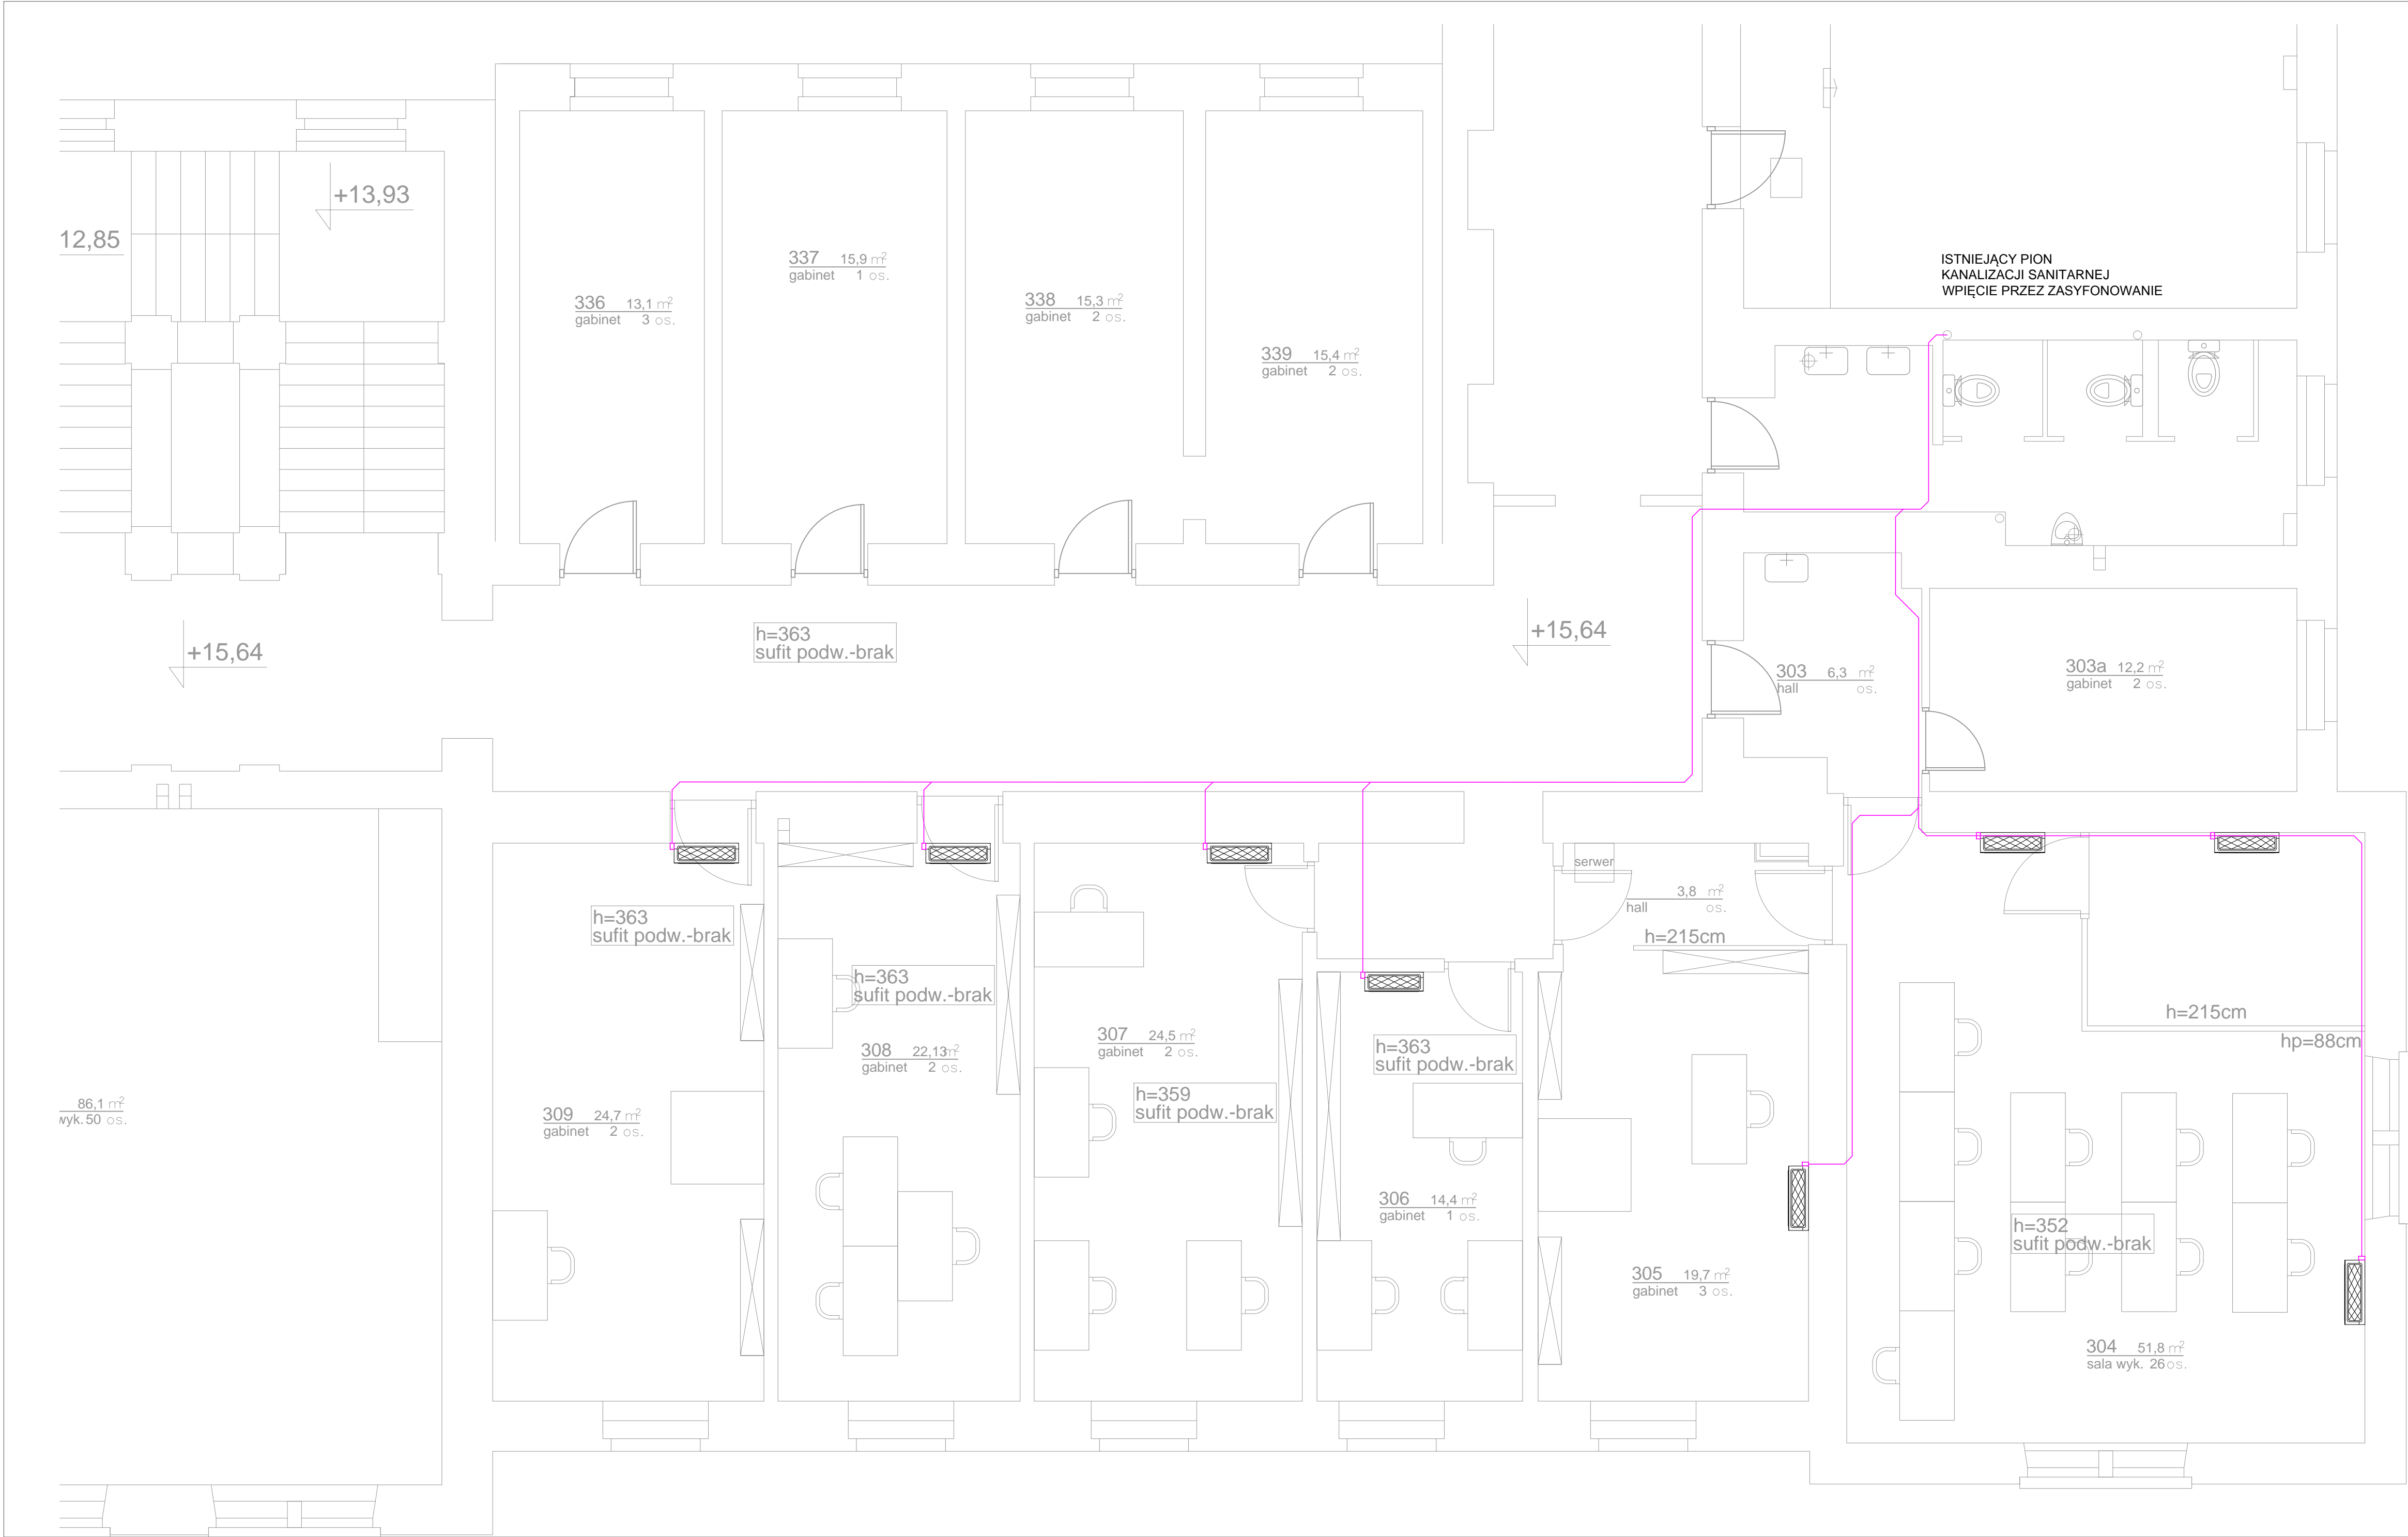 +13,93
12,85
ISTNIEJĄCY PION
KANALIZACJI SANITARNEJ
WPIĘCIE PRZEZ ZASYFONOWANIE
336 13,1 m²
gabinet 3 os.
337 15,9 m²
gabinet 1 os.
338 15,3 m²
gabinet 2 os.
339 15,4 m²
gabinet 2 os.
+15,64
h=363
sufit podw.-brak
+15,64
303 6,3 m²
hall os.
303a 12,2 m²
gabinet 2 os.
serwer
3,8 m²
hall os.
h=215cm
h=363
sufit podw.-brak
h=363
sufit podw.-brak
h=215cm
hp=88cm
86,1 m²
wyk. 50 os.
309 24,7 m²
gabinet 2 os.
308 22,13m²
gabinet 2 os.
307 24,5 m²
gabinet 2 os.
h=359
sufit podw.-brak
h=363
sufit podw.-brak
306 14,4 m²
gabinet 1 os.
305 19,7 m²
gabinet 3 os.
h=352
sufit podw.-brak
304 51,8 m²
sala wyk. 26 os.